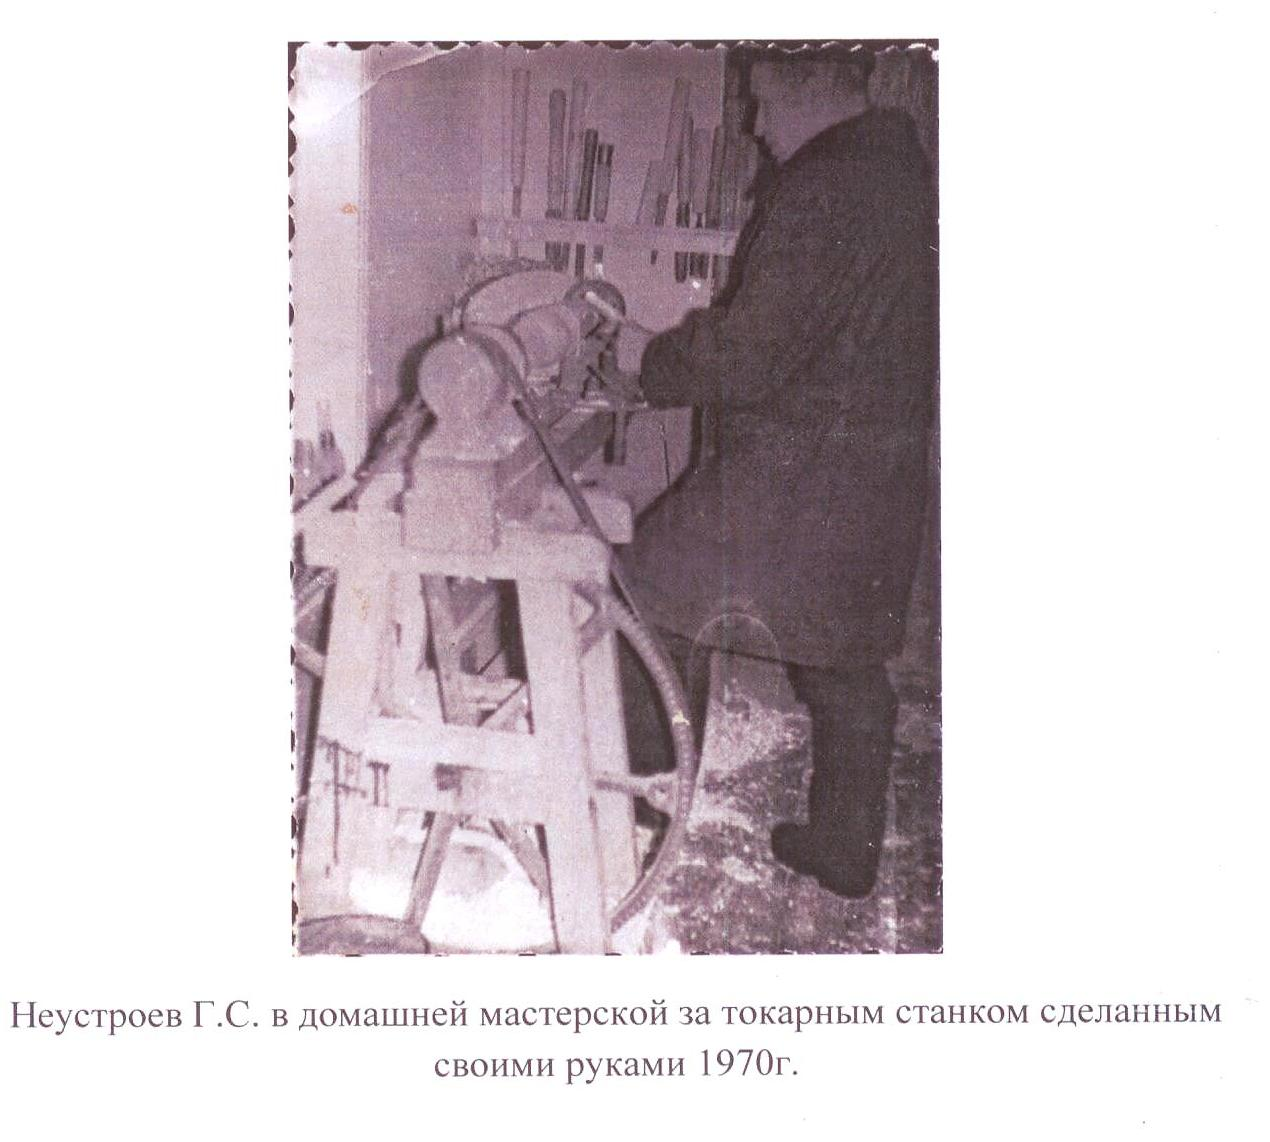 Неустроев Г.С. в домашней мастерской за токарным станком сделанным
своими руками 1970г.